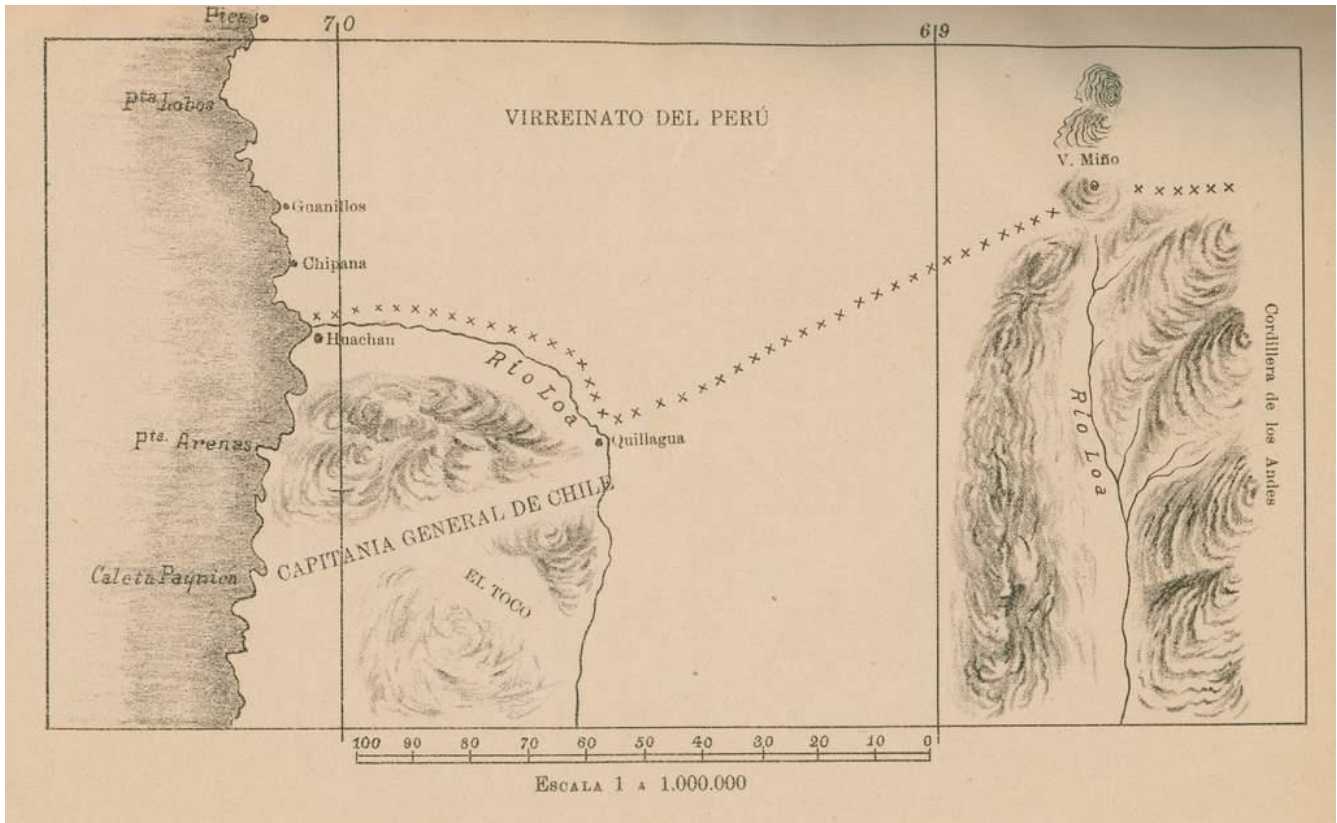 Pica
70
69
Pta Lobos
VIRREINATO DEL PERÚ
V. Miño
Guanillos
Chipana
Huachan
Río Loa
Pta. Arenas
Quillagua
Río Loa
Cordillera de los Andes
CAPITANIA GENERAL DE CHILE
Caleta Paquica
EL TOCO
100 90 80 70 60 50 40 30 20 10 0
ESCALA 1 A 1.000.000